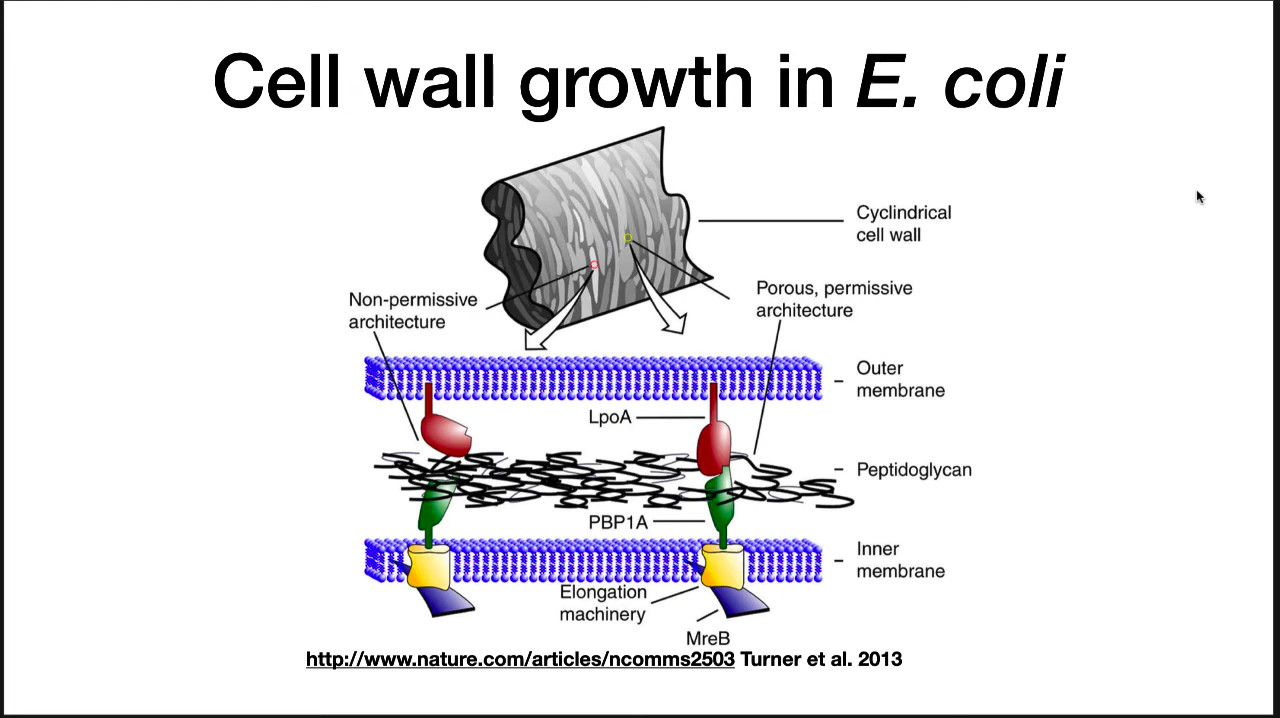 Cell wall growth in E. coli
Cyclindrical
cell wall
Non-permissive
architecture
Porous, permissive
architecture
Outer
membrane
LpoA
Peptidoglycan
PBP1A
Inner
membrane
Elongation
machinery
MreB
http://www.nature.com/articles/ncomms2503 Turner et al. 2013